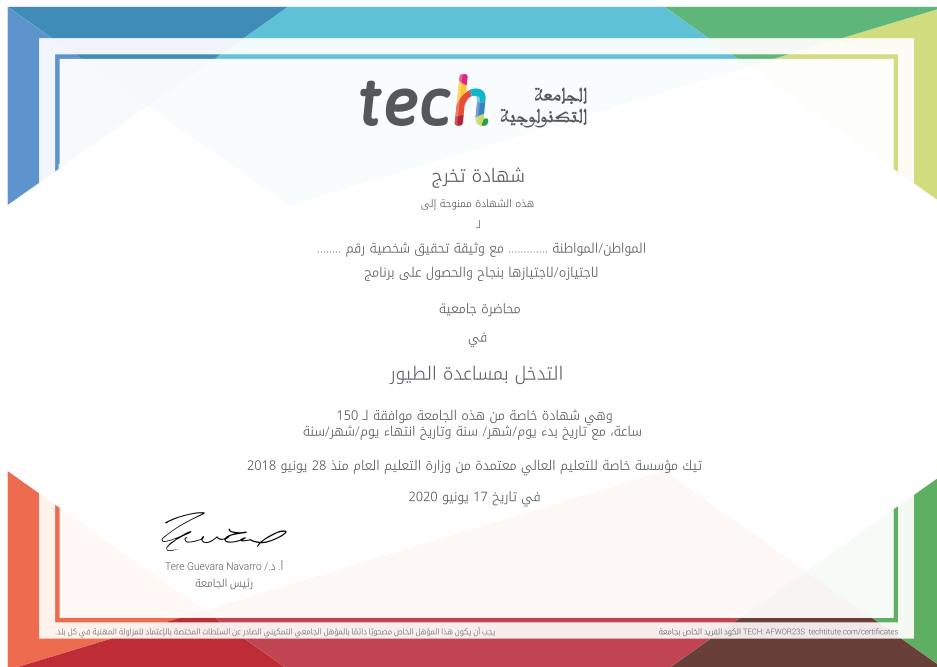 tech الجامعة
التكنولوجية
شهادة تخرج
هذه الشهادة ممنوحة إلى
لـ
المواطن/المواطنة ............. مع وثيقة تحقيق شخصية رقم ........
لاجتيازه/لاجتيازها بنجاح والحصول على برنامج
محاضرة جامعية
في
التدخل بمساعدة الطيور
وهي شهادة خاصة من هذه الجامعة موافقة لـ 150
ساعة، مع تاريخ بدء يوم/شهر/ سنة وتاريخ انتهاء يوم/شهر/سنة
تيك مؤسسة خاصة للتعليم العالي معتمدة من وزارة التعليم العام منذ 28 يونيو 2018
في تاريخ 17 يونيو 2020
أ. د./ Tere Guevara Navarro
رئيس الجامعة
يجب أن يكون هذا المؤهل الخاص مصحوبًا دائمًا بالمؤهل الجامعي التمكيني الصادر عن السلطات المختصة بالإعتماد للمزاولة المهنية في كل بلد.
الكود الفريد الخاص بجامعة TECH: AFWOR23S techtitute.com/certificates